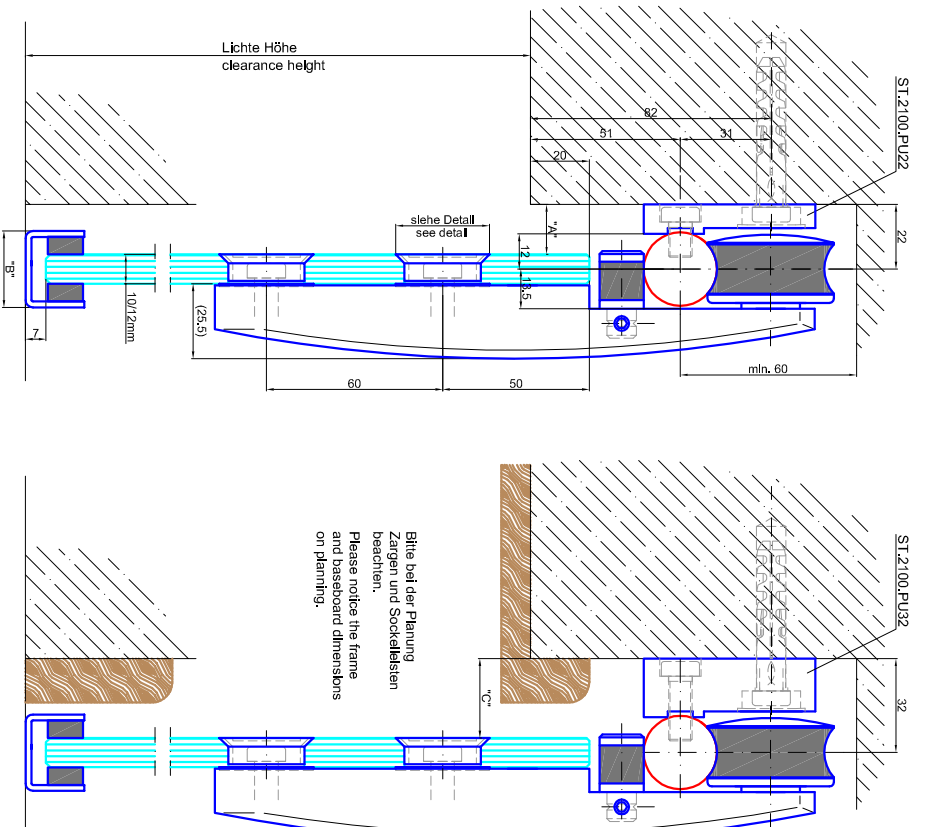 Lichte Höhe
clearance height
ST.2100.PU22
82
51
31
20
22
"A"
siehe Detail
see detail
12
13.5
"B"
10/12mm
7
(25,5)
60
50
min. 60
ST.2100.PU32
Bitte bei der Planung
Zargen und Sockelleisten
beachten.
Please notice the frame
and baseboard dimensions
on planning.
"C"
32